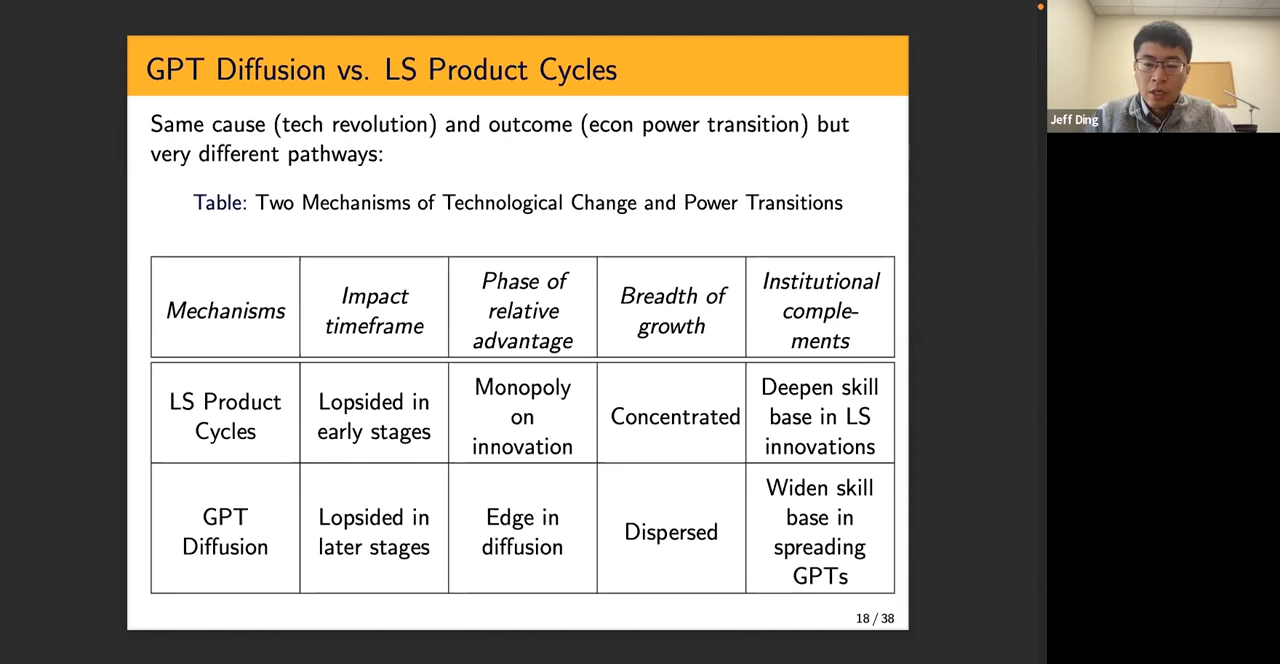 GPT Diffusion vs. LS Product Cycles
Same cause (tech revolution) and outcome (econ power transition) but
very different pathways:
Table: Two Mechanisms of Technological Change and Power Transitions
Mechanisms
Impact
timeframe
Phase of
relative
advantage
Breadth of
growth
Institutional
comple-
ments
LS Product
Cycles
Lopsided in
early stages
Monopoly
on
innovation
Concentrated
Deepen skill
base in LS
innovations
GPT
Diffusion
Lopsided in
later stages
Edge in
diffusion
Dispersed
Widen skill
base in
spreading
GPTs
18 / 38
Jeff Ding